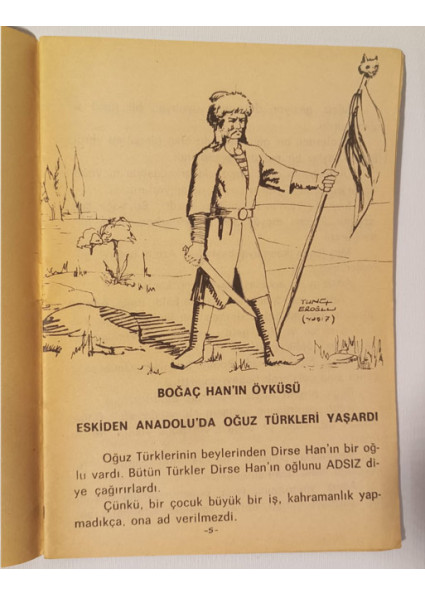 BOĞAÇ HAN'IN ÖYKÜSÜ
ESKİDEN ANADOLU'DA OĞUZ TÜRKLERİ YAŞARDI
Oğuz Türklerinin beylerinden Dirse Han'ın bir oğ-
lu vardı. Bütün Türkler Dirse Han'ın oğlunu ADSIZ di-
ye çağırırlardı.
Çünkü, bir çocuk büyük bir iş, kahramanlık yap-
madıkça, ona ad verilmezdi.
-5-